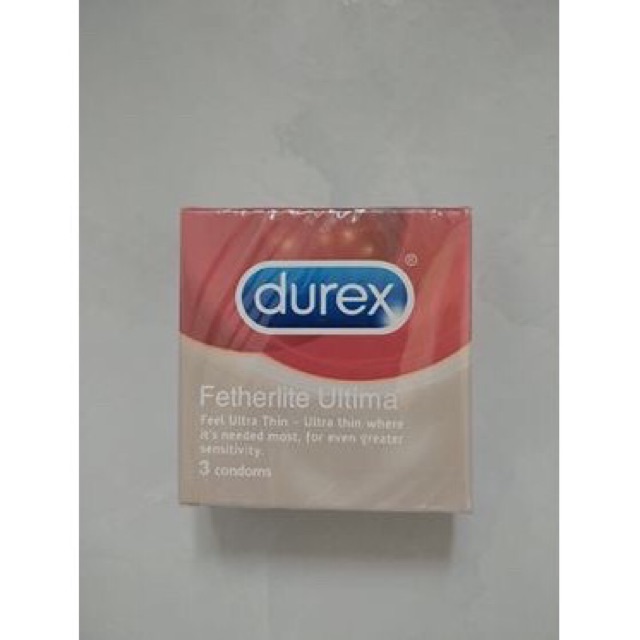 durex®
Fetherlite Ultima
Feel Ultra Thin – Ultra thin where
it's needed most, for even greater
sensitivity.
3 condoms